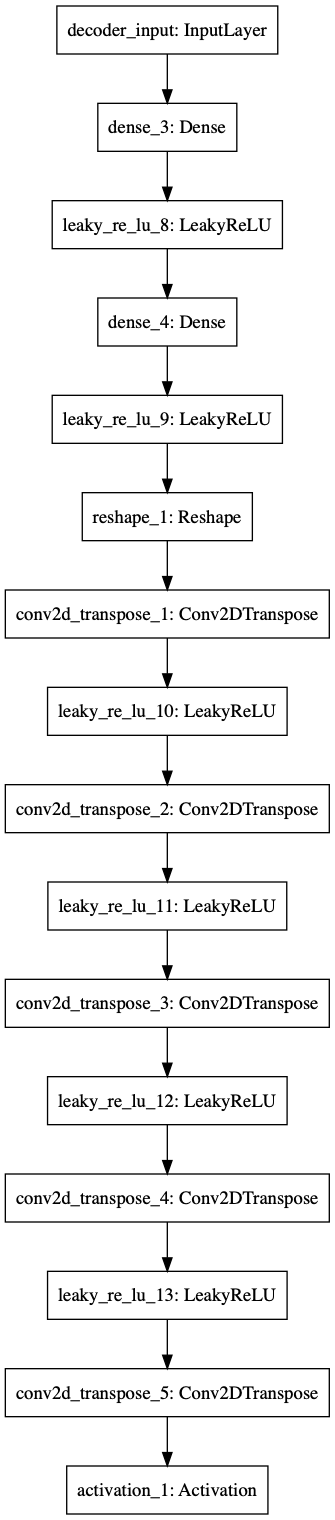 decoder_input: InputLayer
dense_3: Dense
leaky_re_lu_8: LeakyReLU
dense_4: Dense
leaky_re_lu_9: LeakyReLU
reshape_1: Reshape
conv2d_transpose_1: Conv2DTranspose
leaky_re_lu_10: LeakyReLU
conv2d_transpose_2: Conv2DTranspose
leaky_re_lu_11: LeakyReLU
conv2d_transpose_3: Conv2DTranspose
leaky_re_lu_12: LeakyReLU
conv2d_transpose_4: Conv2DTranspose
leaky_re_lu_13: LeakyReLU
conv2d_transpose_5: Conv2DTranspose
activation_1: Activation